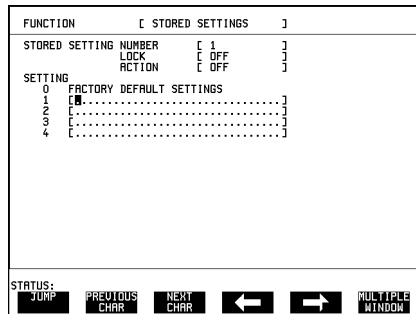 FUNCTION [ STORED SETTINGS ]
STORED SETTING NUMBER [ 1 ]
LOCK [ OFF ]
ACTION [ OFF ]
SETTING
0 FACTORY DEFAULT SETTINGS
1 [..............................]
2 [..............................]
3 [..............................]
4 [..............................]
STATUS:
JUMP PREVIOUS CHAR NEXT CHAR ← → MULTIPLE WINDOW